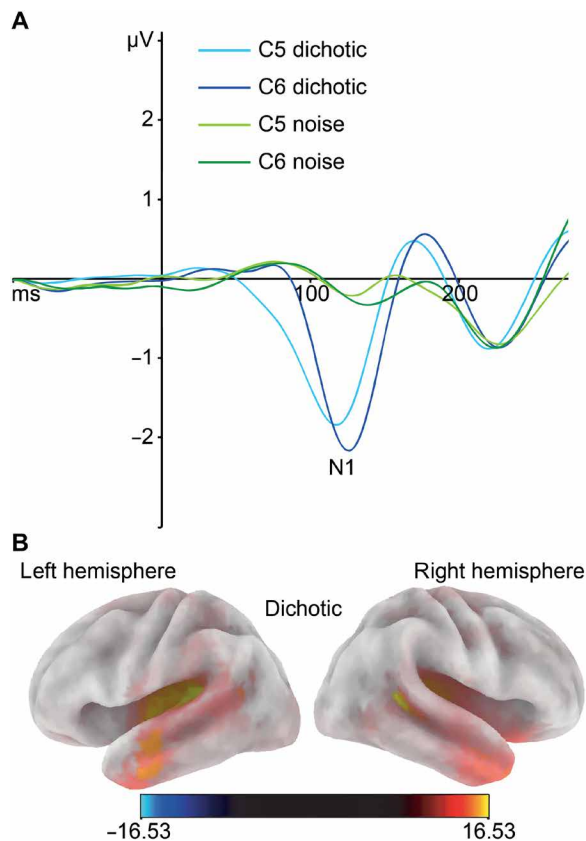 A
µV
C5 dichotic
C6 dichotic
2
C5 noise
C6 noise
1
ms
100
200
−1
−2
N1
B
Left hemisphere
Right hemisphere
Dichotic
−16.53
16.53